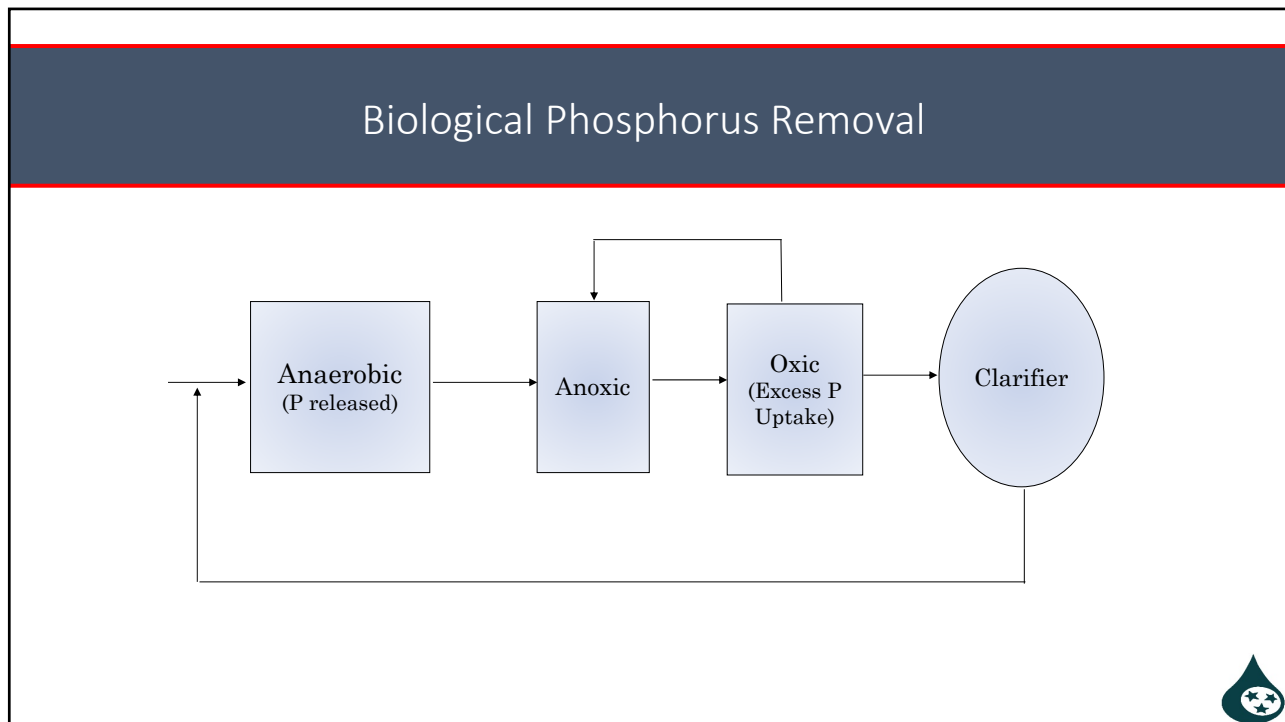 Biological Phosphorus Removal
Anaerobic
(P released)
Anoxic
Oxic
(Excess P
Uptake)
Clarifier